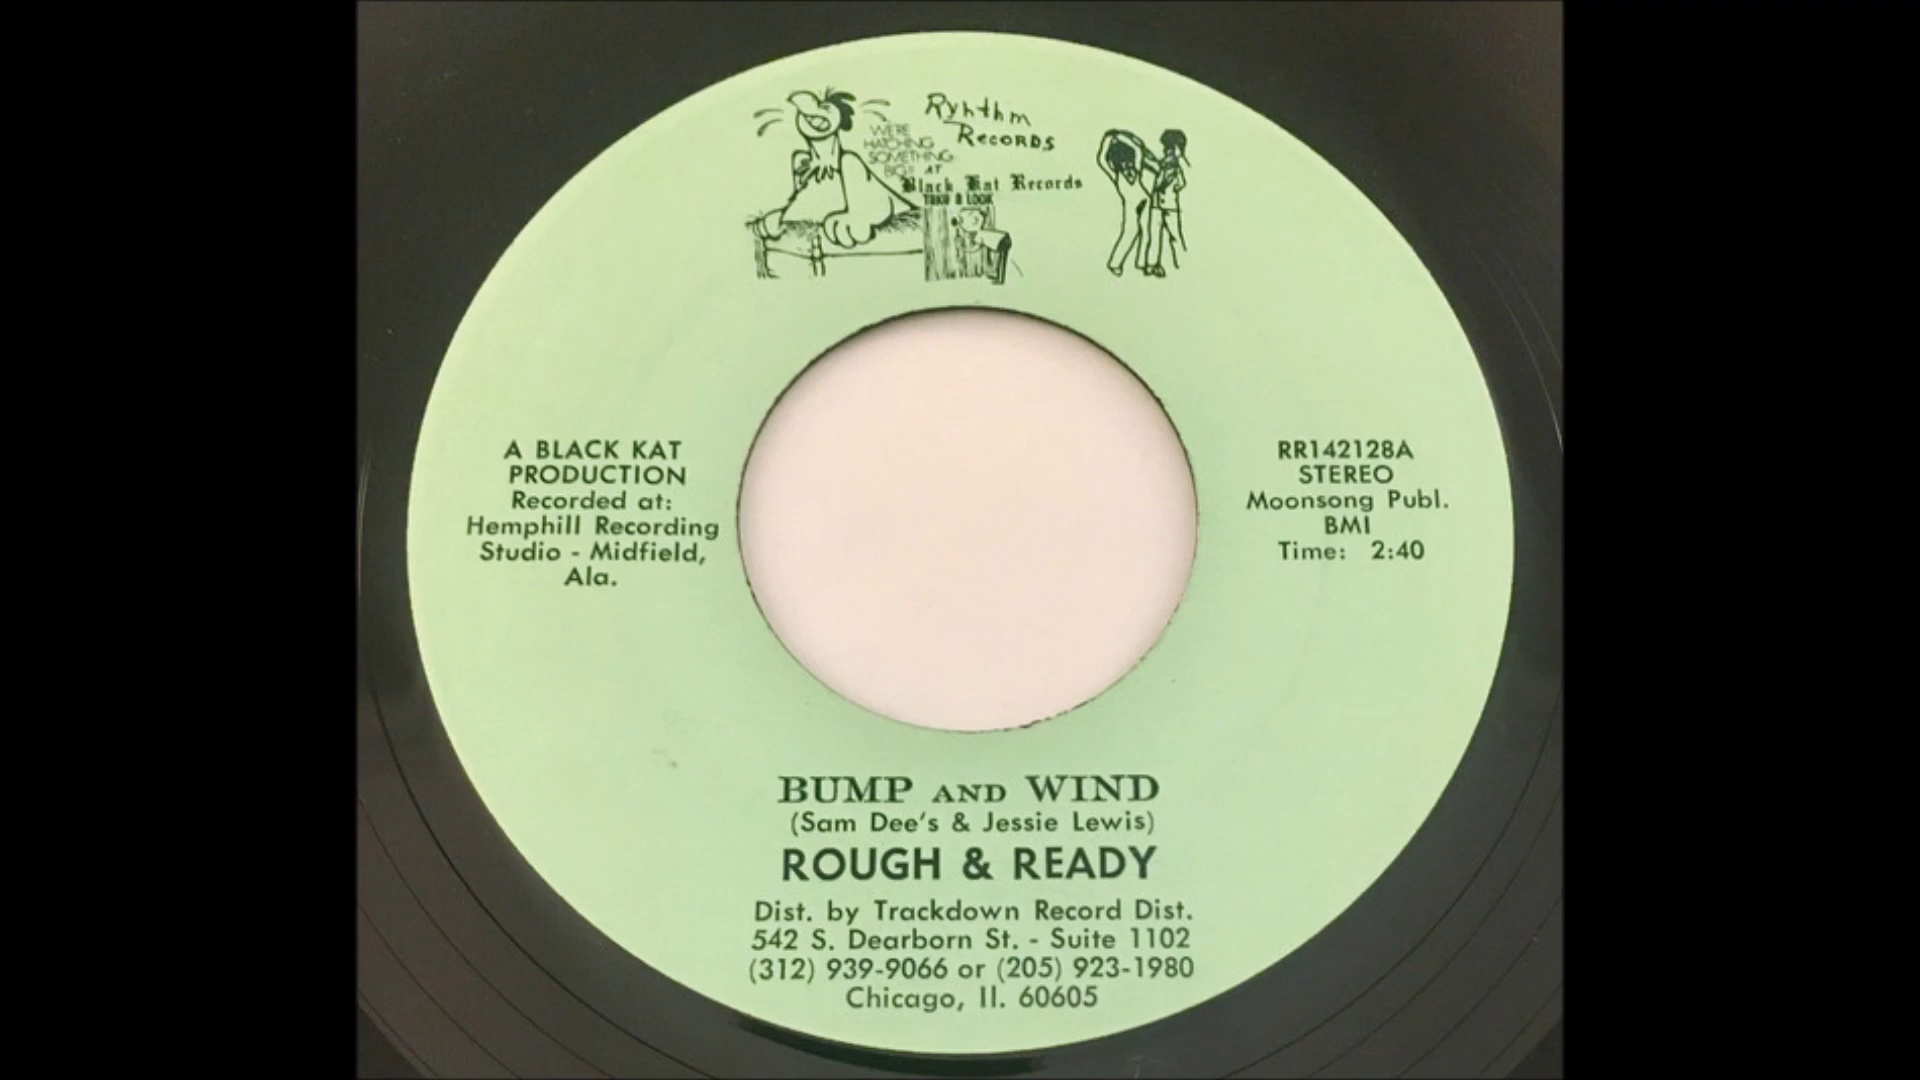 Ryhthm
Records
WE'RE
HATCHING
SOMETHING
BIG!! AT
Black Kat Records
TAKE A LOOK
A BLACK KAT
PRODUCTION
Recorded at:
Hemphill Recording
Studio - Midfield,
Ala.
RR142128A
STEREO
Moonsong Publ.
BMI
Time: 2:40
BUMP AND WIND
(Sam Dee's & Jessie Lewis)
ROUGH & READY
Dist. by Trackdown Record Dist.
542 S. Dearborn St. - Suite 1102
(312) 939-9066 or (205) 923-1980
Chicago, Il. 60605